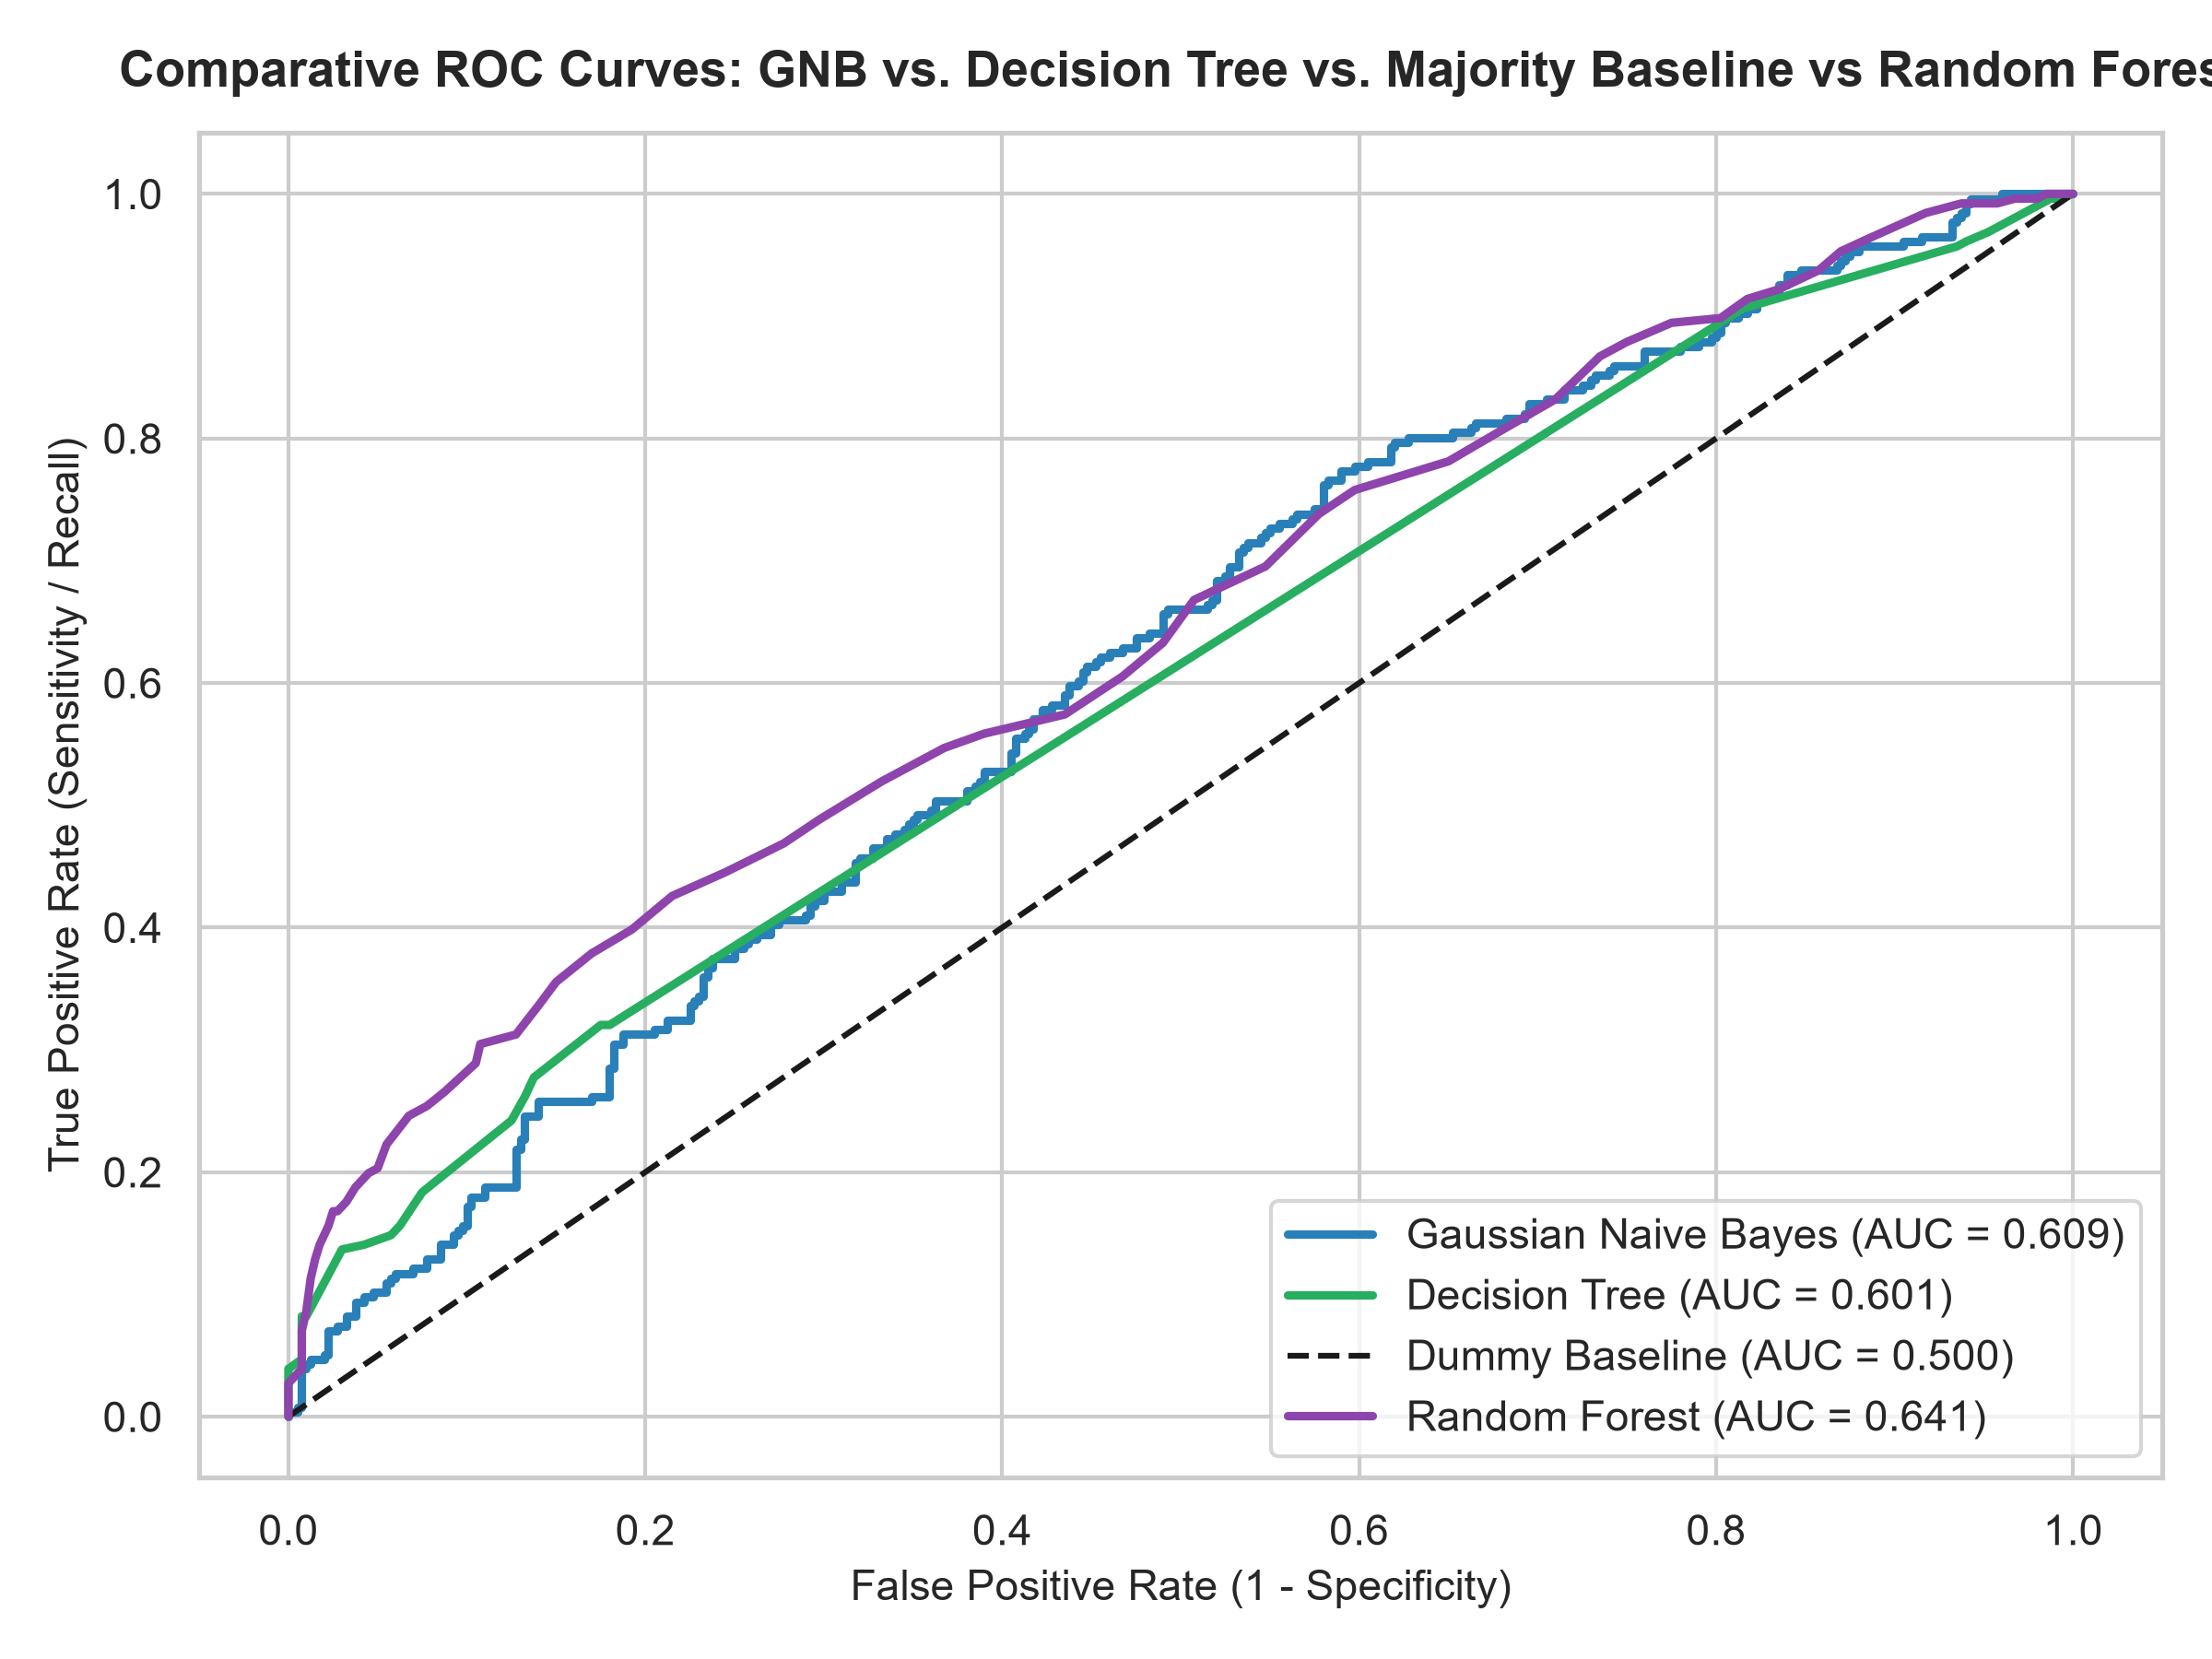 Comparative ROC Curves: GNB vs. Decision Tree vs. Majority Baseline vs Random Fores
1.0
0.8
0.6
0.4
0.2
0.0
True Positive Rate (Sensitivity / Recall)
Gaussian Naive Bayes (AUC = 0.609)
Decision Tree (AUC = 0.601)
Dummy Baseline (AUC = 0.500)
Random Forest (AUC = 0.641)
0.0 0.2 0.4 0.6 0.8 1.0
False Positive Rate (1 - Specificity)